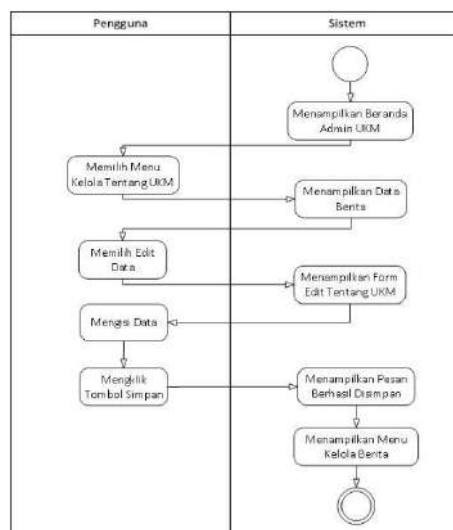 Pengguna
Sistem
Menampilkan Beranda
Admin UKM
Memilih Menu
Kelola Tentang UKM
Menampilkan Data
Berita
Memilih Edit
Data
Menampilkan Form
Edit Tentang UKM
Mengisi Data
Mengklik
Tombol Simpan
Menampilkan Pesan
Berhasil Disimpan
Menampilkan Menu
Kelola Berita